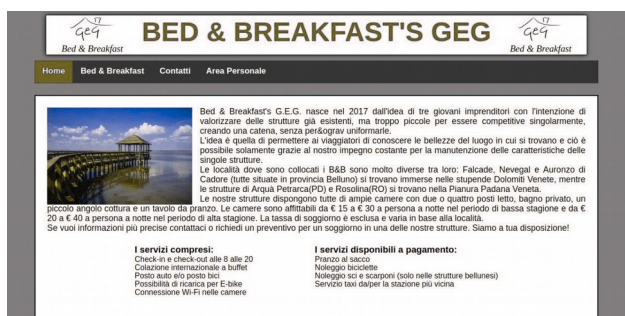 17
GeG
Bed & Breakfast
BED & BREAKFAST'S GEG
17
GeG
Bed & Breakfast
Home Bed & Breakfast Contatti Area Personale
Bed & Breakfast's G.E.G. nasce nel 2017 dall'idea di tre giovani imprenditori con l'intenzione di
valorizzare delle strutture già esistenti, ma troppo piccole per essere competitive singolarmente,
creando una catena, senza per&ograv uniformarle.
L'idea è quella di permettere ai viaggiatori di conoscere le bellezze del luogo in cui si trovano e ciò è
possibile solamente grazie al nostro impegno costante per la manutenzione delle caratteristiche delle
singole strutture.
Le località dove sono collocati i B&B sono molto diverse tra loro: Falcade, Nevegal e Auronzo di
Cadore (tutte situate in provincia Belluno) si trovano immerse nelle stupende Dolomiti Venete, mentre
le strutture di Arquà Petrarca(PD) e Rosolina(RO) si trovano nella Pianura Padana Veneta.
Le nostre strutture dispongono tutte di ampie camere con due o quattro posti letto, bagno privato, un
piccolo angolo cottura e un tavolo da pranzo. Le camere sono affittabili da € 15 a € 30 a persona a notte nel periodo di bassa stagione e da €
20 a € 40 a persona a notte nel periodo di alta stagione. La tassa di soggiorno è esclusa e varia in base alla località.
Se vuoi informazioni più precise contattaci o richiedi un preventivo per un soggiorno in una delle nostre strutture. Siamo a tua disposizione!
I servizi compresi:
Check-in e check-out alle 8 alle 20
Colazione internazionale a buffet
Posto auto e/o posto bici
Possibilità di ricarica per E-bike
Connessione Wi-Fi nelle camere
I servizi disponibili a pagamento:
Pranzo al sacco
Noleggio biciclette
Noleggio sci e scarponi (solo nelle strutture bellunesi)
Servizio taxi da/per la stazione più vicina